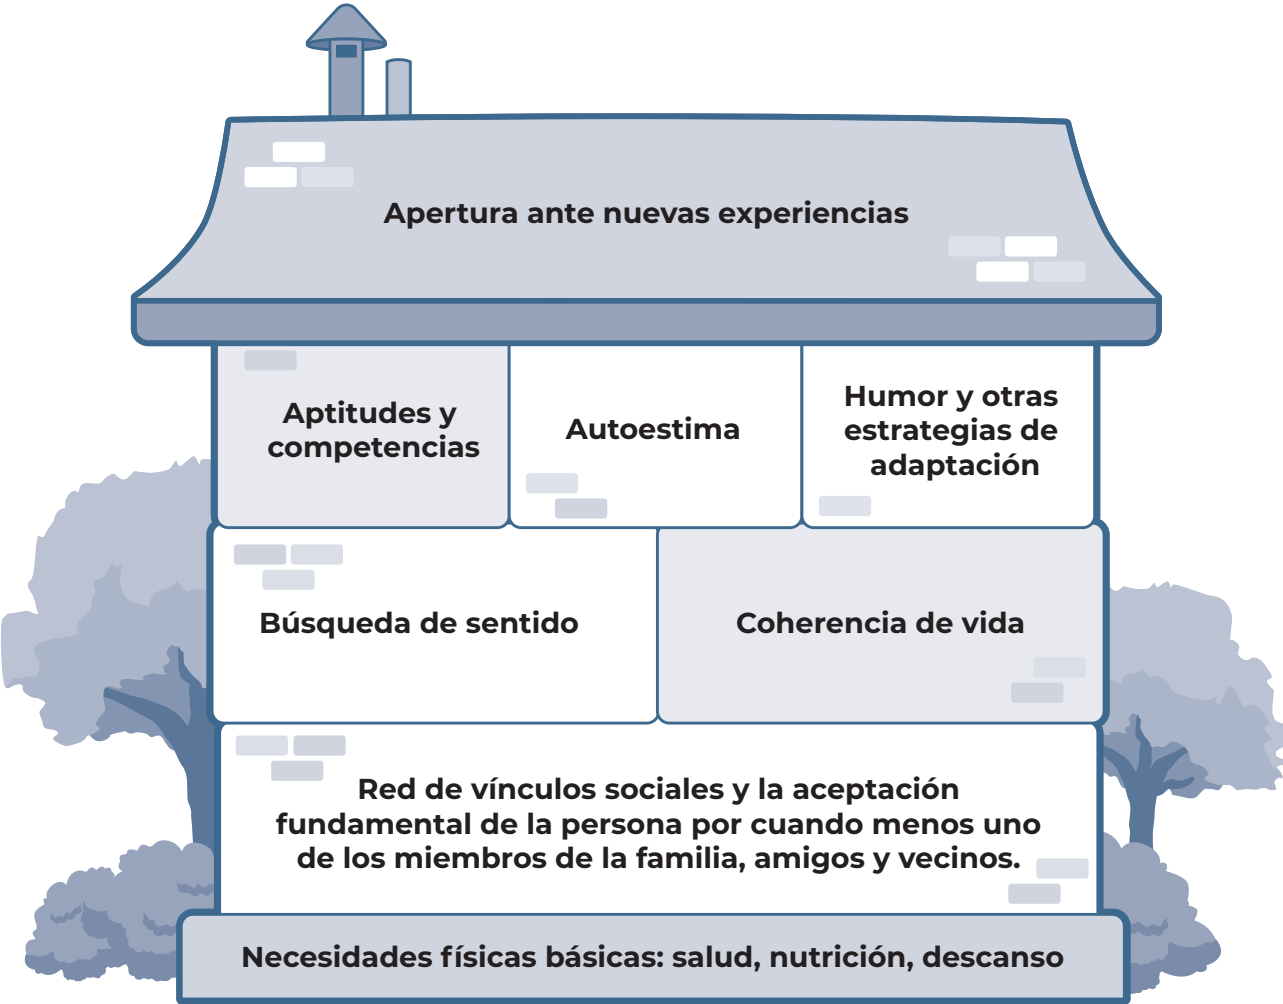 Apertura ante nuevas experiencias
Aptitudes y
competencias
Autoestima
Humor y otras
estrategias de
adaptación
Búsqueda de sentido
Coherencia de vida
Red de vínculos sociales y la aceptación
fundamental de la persona por cuando menos uno
de los miembros de la familia, amigos y vecinos.
Necesidades físicas básicas: salud, nutrición, descanso